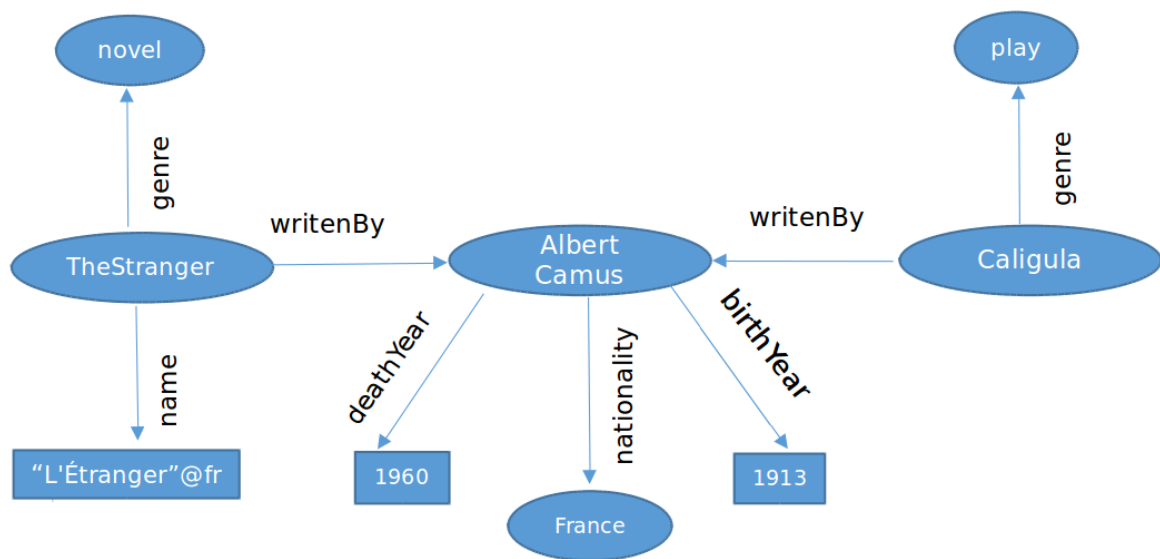 novel
play
genre
genre
writenBy
writenBy
TheStranger
Albert
Camus
Caligula
name
deathYear
nationality
birthYear
“L'Étranger”@fr
1960
1913
France